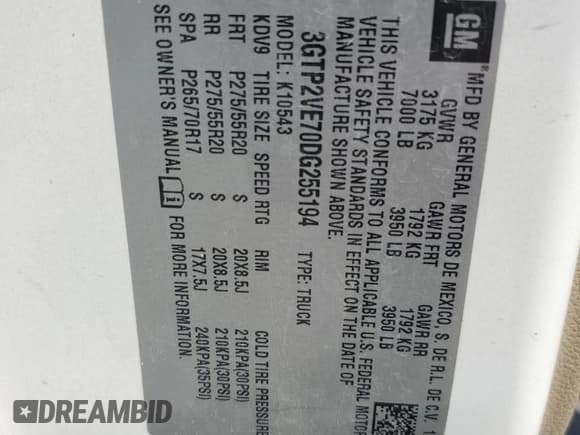 GM
MFD BY GENERAL MOTORS DE MEXICO, S. DE R.L. DE C.V.
GVWR GAWR FRT GAWR RR
3175 KG 1792 KG 1792 KG
7000 LB 3950 LB 3950 LB
THIS VEHICLE CONFORMS TO ALL APPLICABLE U.S. FEDERAL MOTOR
VEHICLE SAFETY STANDARDS IN EFFECT ON THE DATE OF
MANUFACTURE SHOWN ABOVE.
3GTP2VE70DG255194 TYPE: TRUCK
MODEL: K10543
KDV9 TIRE SIZE SPEED RTG RIM COLD TIRE PRESSURE
FRT P275/55R20 S 20X8.5J 210KPA(30PSI)
RR P275/55R20 S 20X8.5J 210KPA(30PSI)
SPA P265/70R17 S 17X7.5J 240KPA(35PSI)
SEE OWNER'S MANUAL i FOR MORE INFORMATION.
DREAMBID